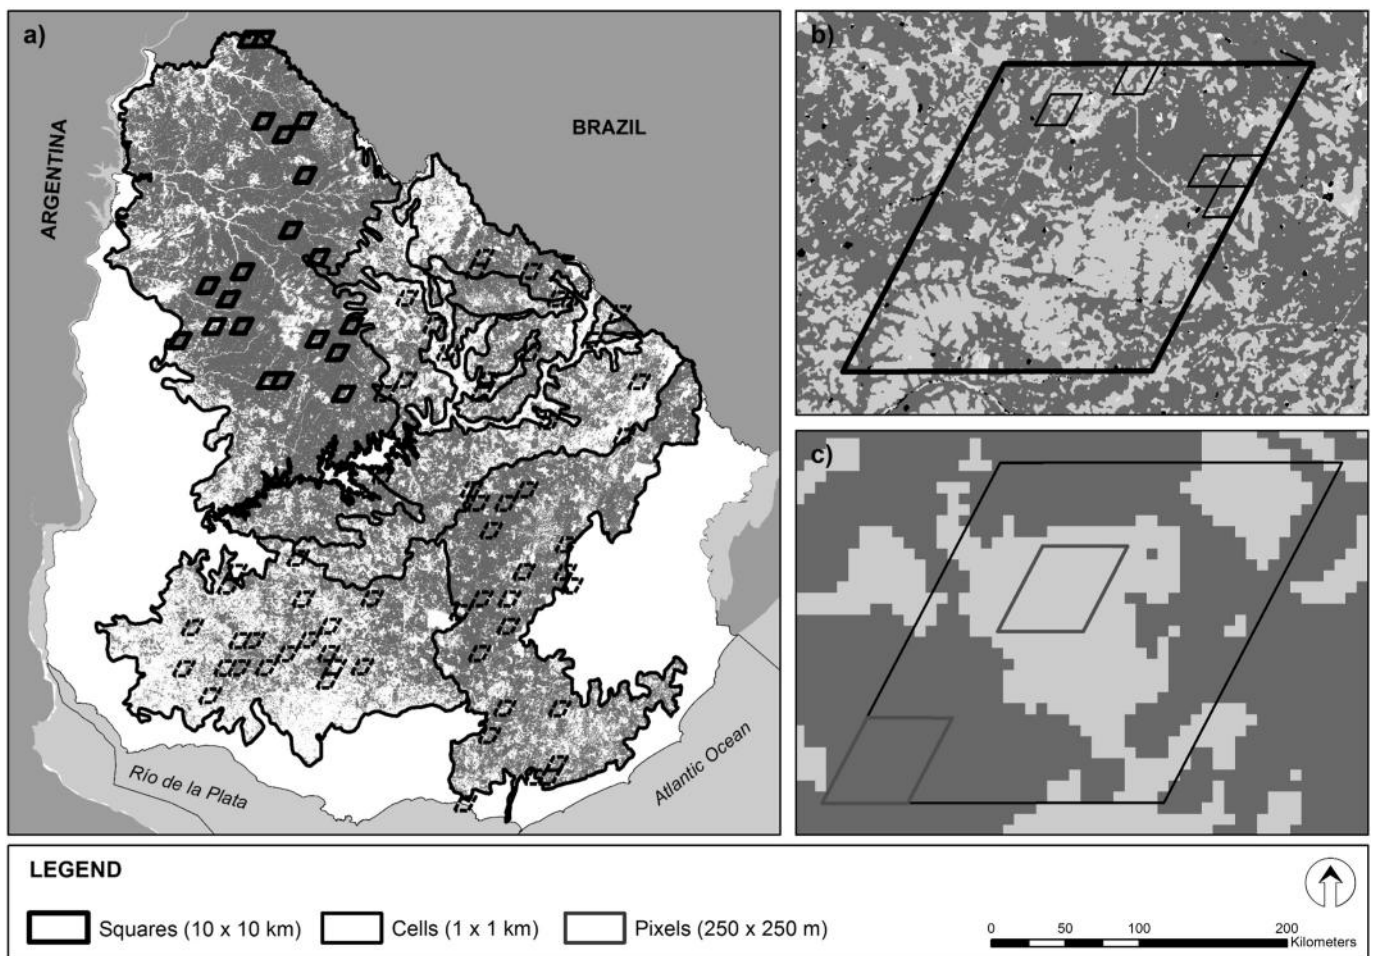 a)
ARGENTINA
BRAZIL
Río de la Plata
Atlantic Ocean
b)
c)
LEGEND
Squares (10 x 10 km)
Cells (1 x 1 km)
Pixels (250 x 250 m)
0 50 100 200
Kilometers